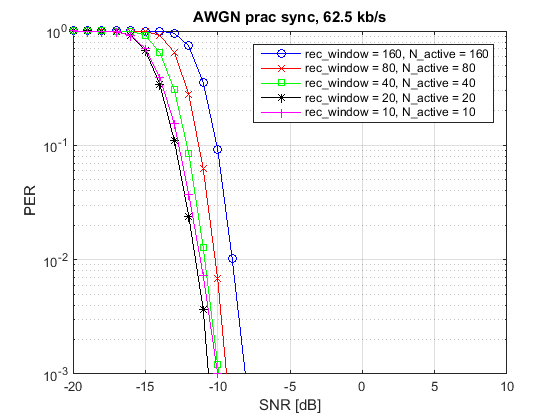 AWGN prac sync, 62.5 kb/s
rec_window = 160, N_active = 160
rec_window = 80, N_active = 80
rec_window = 40, N_active = 40
rec_window = 20, N_active = 20
rec_window = 10, N_active = 10
PER
10^0
10^-1
10^-2
10^-3
-20 -15 -10 -5 0 5 10
SNR [dB]